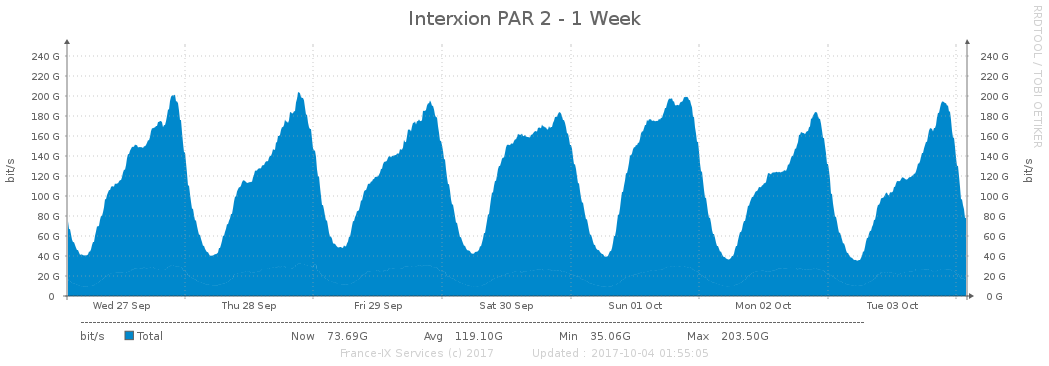 Interxion PAR 2 - 1 Week
RRDTOOL / TOBI OETIKER
bit/s
240 G
220 G
200 G
180 G
160 G
140 G
120 G
100 G
80 G
60 G
40 G
20 G
0
240 G
220 G
200 G
180 G
160 G
140 G
120 G
100 G
80 G
60 G
40 G
20 G
0 G
bit/s
Wed 27 Sep Thu 28 Sep Fri 29 Sep Sat 30 Sep Sun 01 Oct Mon 02 Oct Tue 03 Oct
bit/s Total Now 73.69G Avg 119.10G Min 35.06G Max 203.50G
France-IX Services (c) 2017 Updated : 2017-10-04 01:55:05